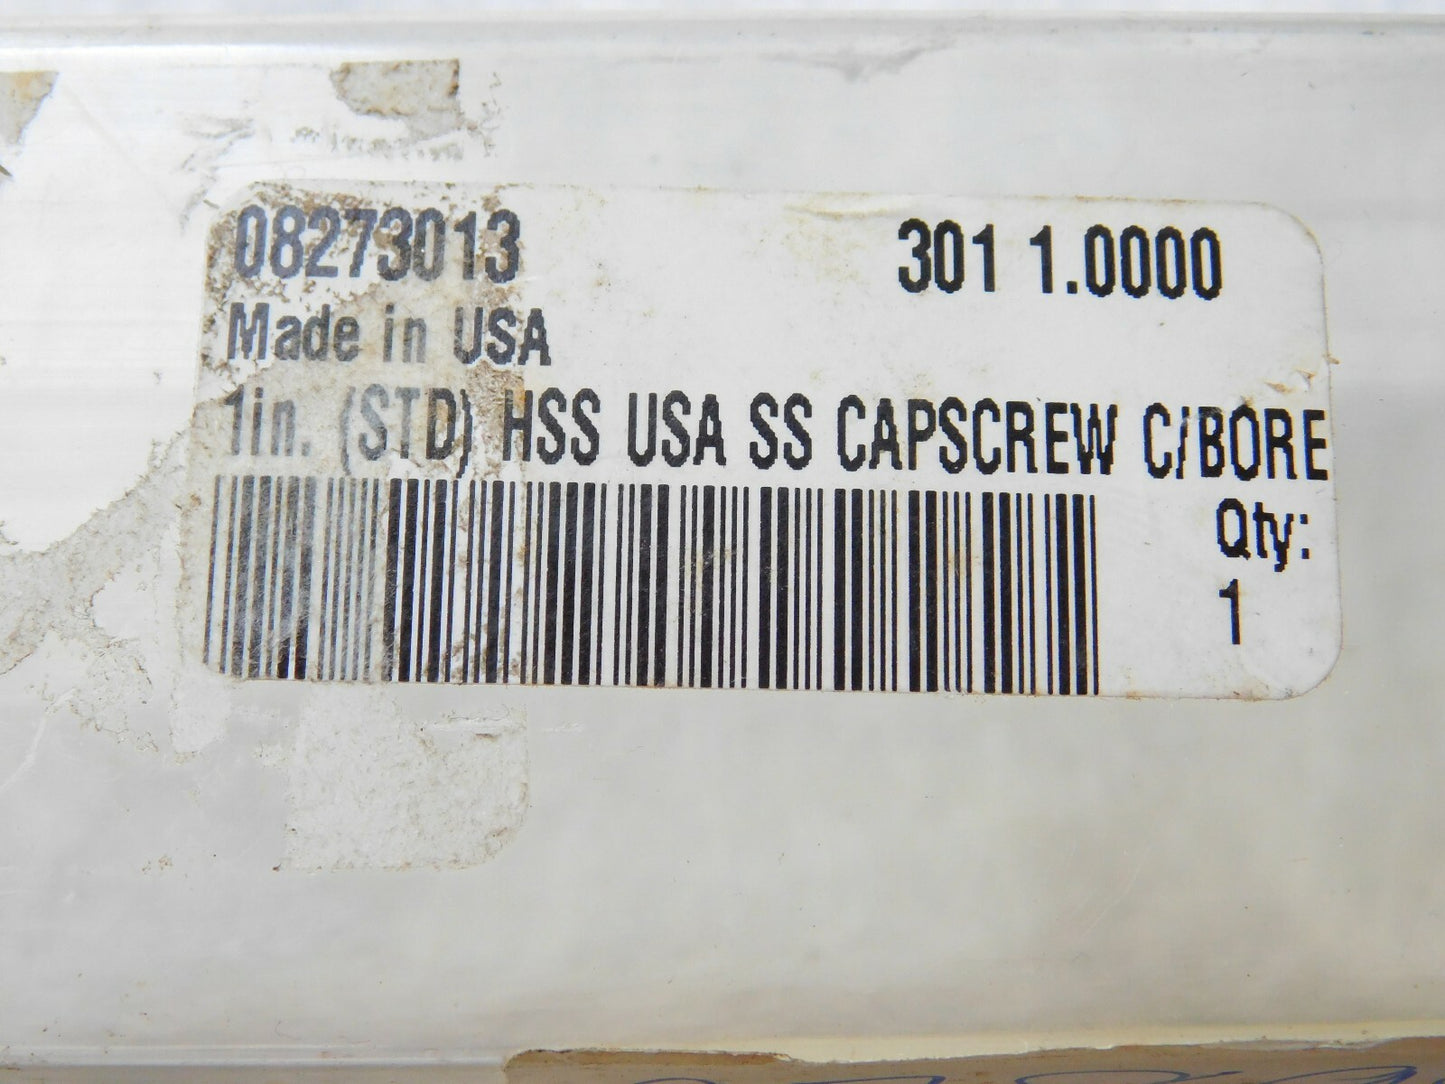 08273013 301 1.0000
Made in USA
1in. (STD) HSS USA SS CAPSCREW C/BORE
Qty:
1